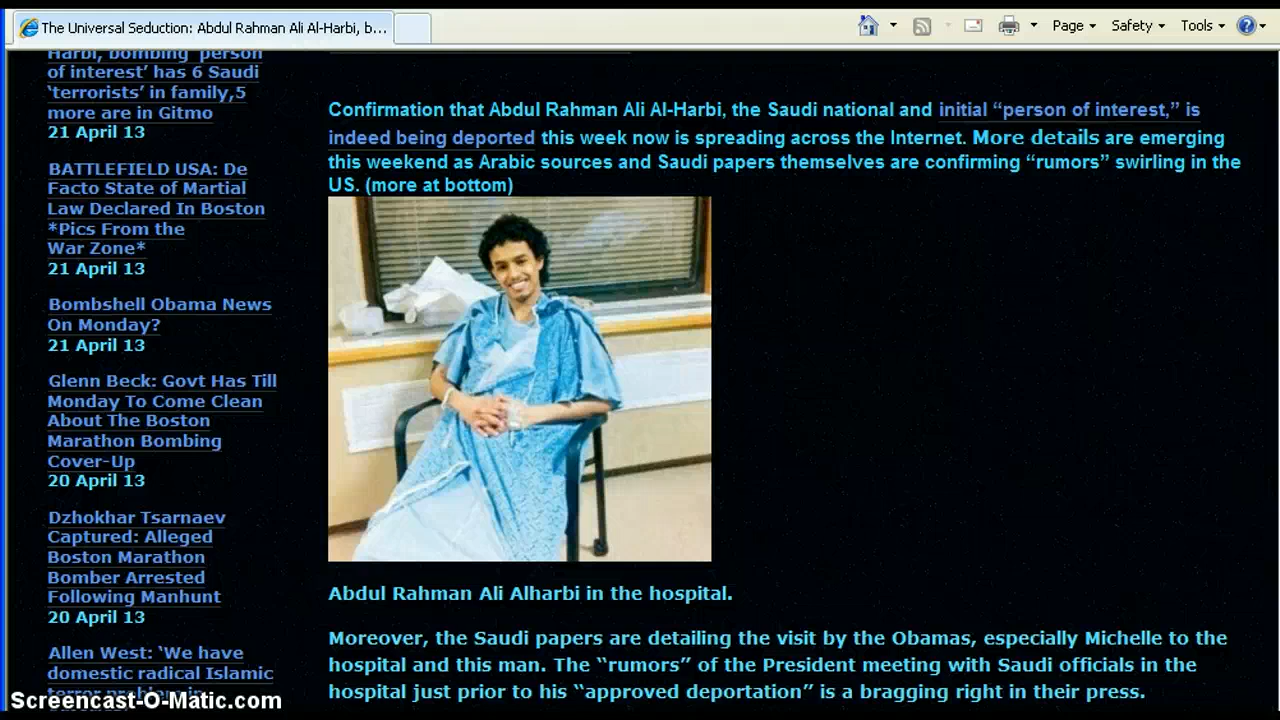 The Universal Seduction: Abdul Rahman Ali Al-Harbi, b...
Page
Safety
Tools
Harbi, bombing 'person
of interest' has 6 Saudi
'terrorists' in family,5
more are in Gitmo
21 April 13
BATTLEFIELD USA: De
Facto State of Martial
Law Declared In Boston
*Pics From the
War Zone*
21 April 13
Bombshell Obama News
On Monday?
21 April 13
Glenn Beck: Govt Has Till
Monday To Come Clean
About The Boston
Marathon Bombing
Cover-Up
20 April 13
Dzhokhar Tsarnaev
Captured: Alleged
Boston Marathon
Bomber Arrested
Following Manhunt
20 April 13
Allen West: 'We have
domestic radical Islamic
terror problem in
Confirmation that Abdul Rahman Ali Al-Harbi, the Saudi national and initial "person of interest," is
indeed being deported this week now is spreading across the Internet. More details are emerging
this weekend as Arabic sources and Saudi papers themselves are confirming "rumors" swirling in the
US. (more at bottom)
Abdul Rahman Ali Alharbi in the hospital.
Moreover, the Saudi papers are detailing the visit by the Obamas, especially Michelle to the
hospital and this man. The "rumors" of the President meeting with Saudi officials in the
hospital just prior to his "approved deportation" is a bragging right in their press.
Screencast-O-Matic.com